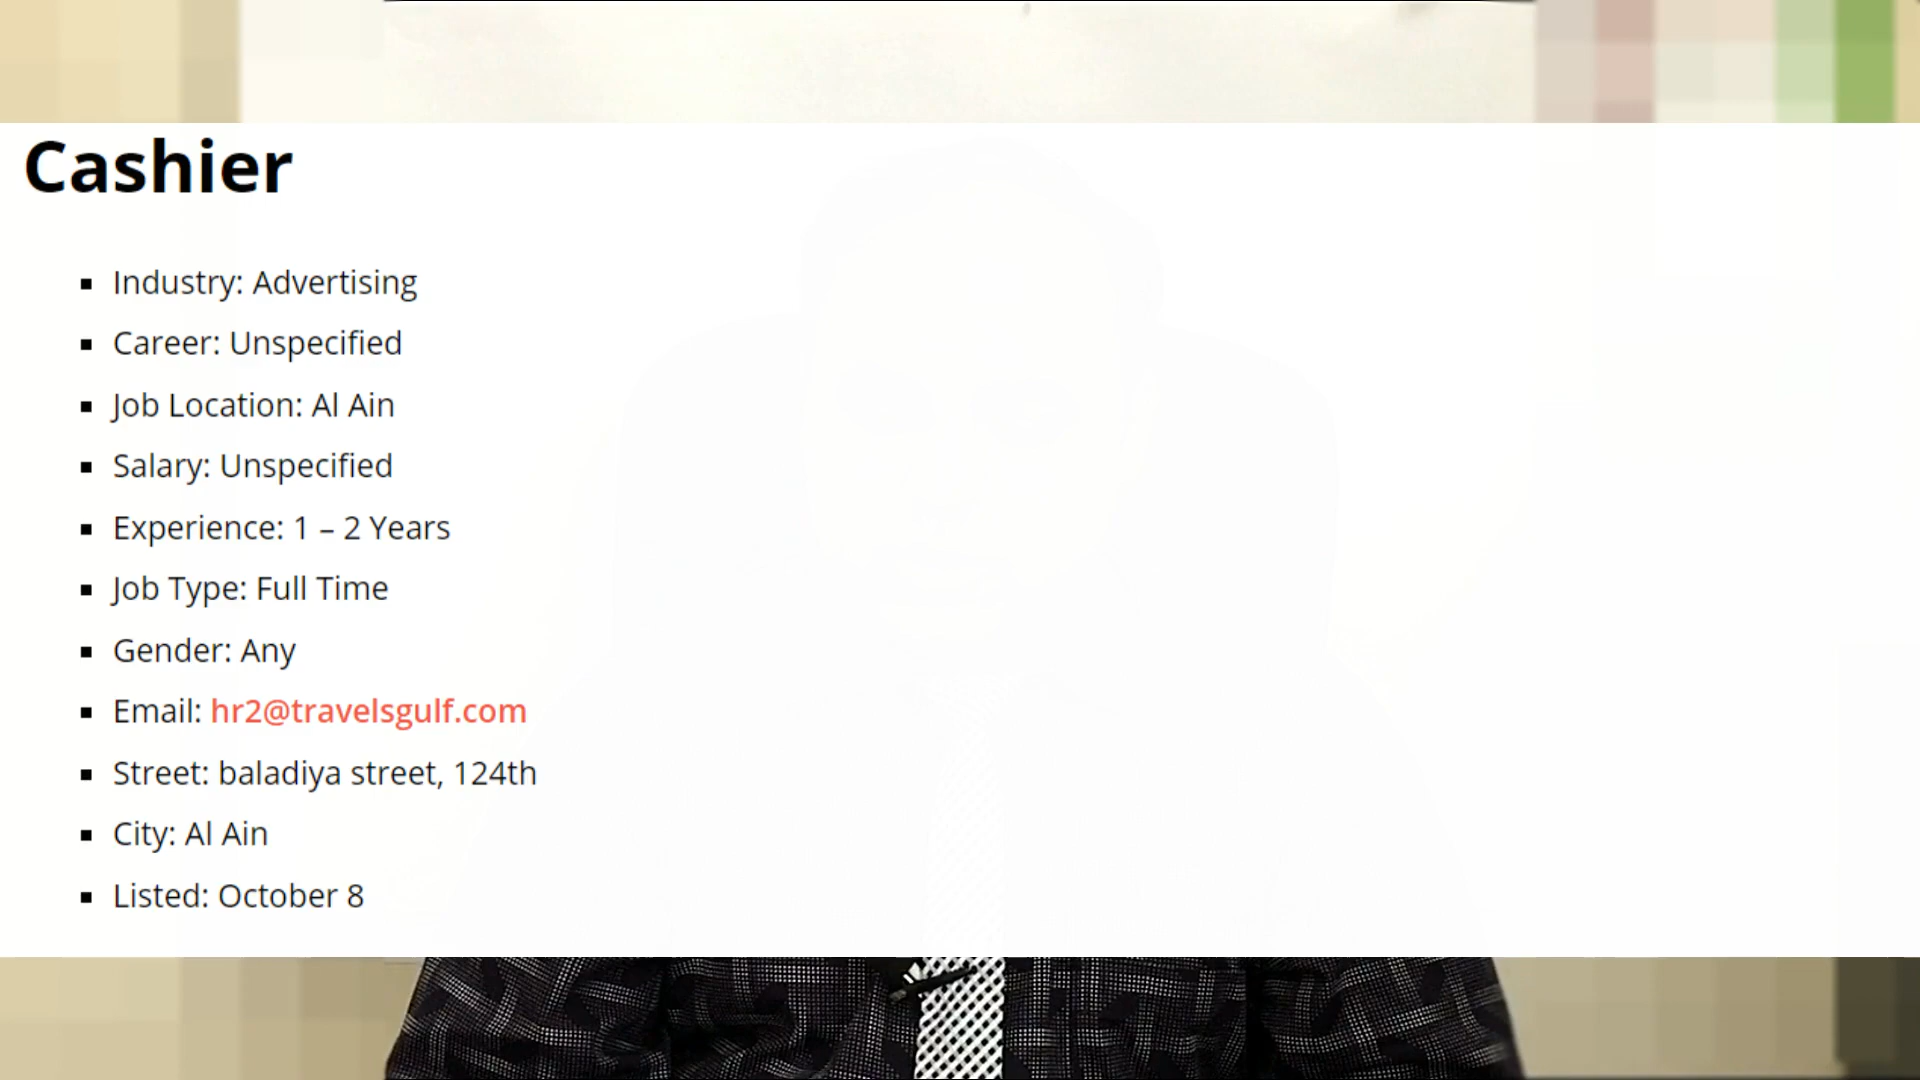 Cashier
Industry: Advertising
Career: Unspecified
Job Location: Al Ain
Salary: Unspecified
Experience: 1 – 2 Years
Job Type: Full Time
Gender: Any
Email: hr2@travelsgulf.com
Street: baladiya street, 124th
City: Al Ain
Listed: October 8